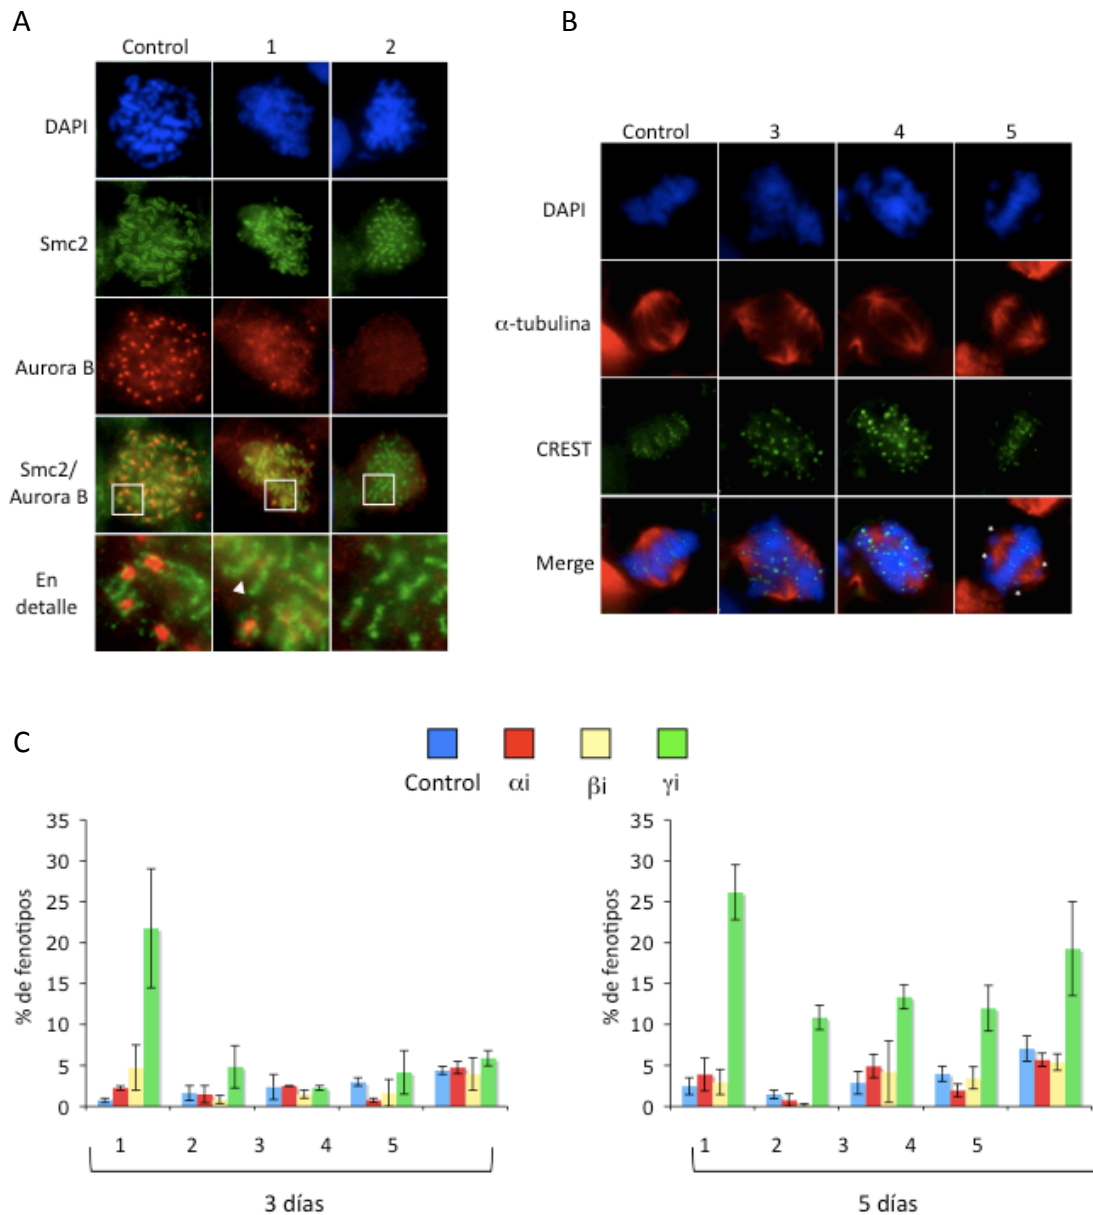 A
Control 1 2
DAPI
Smc2
Aurora B
Smc2/
Aurora B
En
detalle
B
Control 3 4 5
DAPI
α-tubulina
CREST
Merge
C
Control αi βi γi
% de fenotipos
35
30
25
20
15
10
5
0
1 2 3 4 5
3 días
% de fenotipos
35
30
25
20
15
10
5
0
1 2 3 4 5
5 días